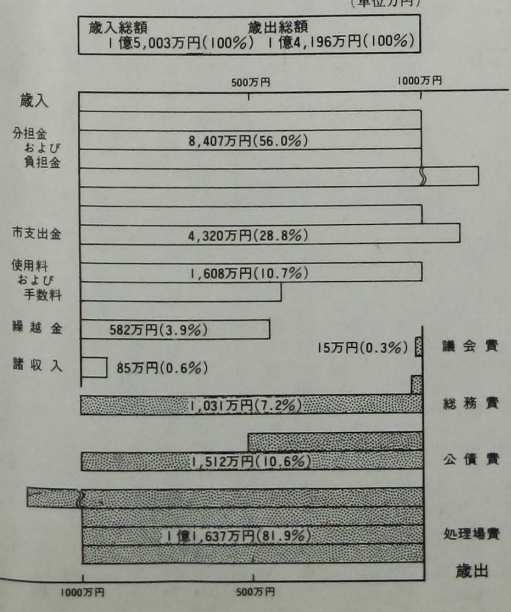 (単位万円)
歳入総額 歳出総額
1億5,003万円(100%) 1億4,196万円(100%)
500万円 1000万円
歳入
分担金
および
負担金
8,407万円(56.0%)
市支出金 4,320万円(28.8%)
使用料
および
手数料
1,608万円(10.7%)
繰越金 582万円(3.9%)
15万円(0.3%) 議会費
諸収入 85万円(0.6%)
1,031万円(7.2%) 総務費
1,512万円(10.6%) 公債費
1億1,637万円(81.9%) 処理場費
歳出
1000万円 500万円